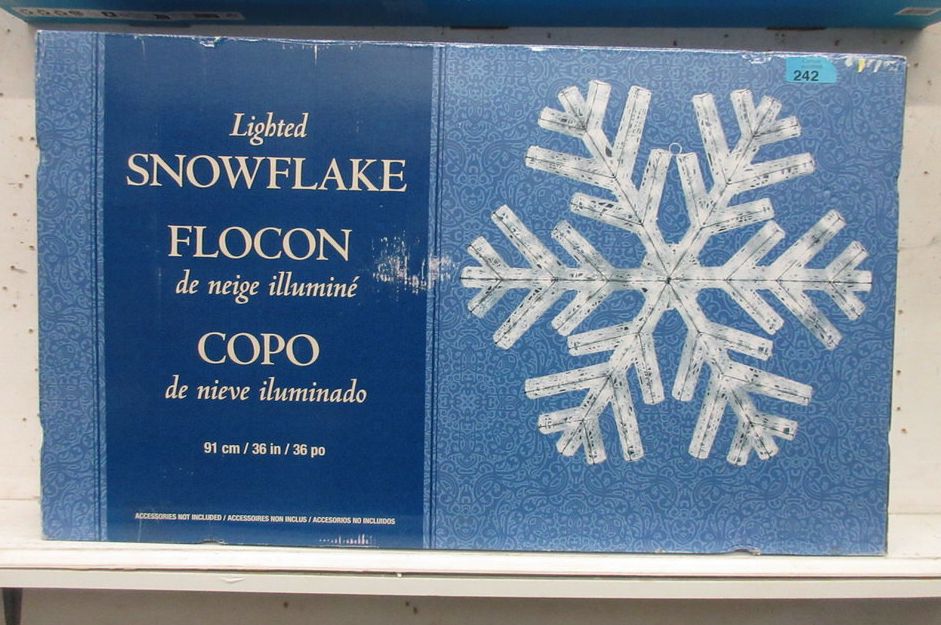 242
Lighted
SNOWFLAKE
FLOCON
de neige illuminé
COPO
de nieve iluminado
91 cm / 36 in / 36 po
ACCESSORIES NOT INCLUDED / ACCESSOIRES NON INCLUS / ACCESORIOS NO INCLUIDOS